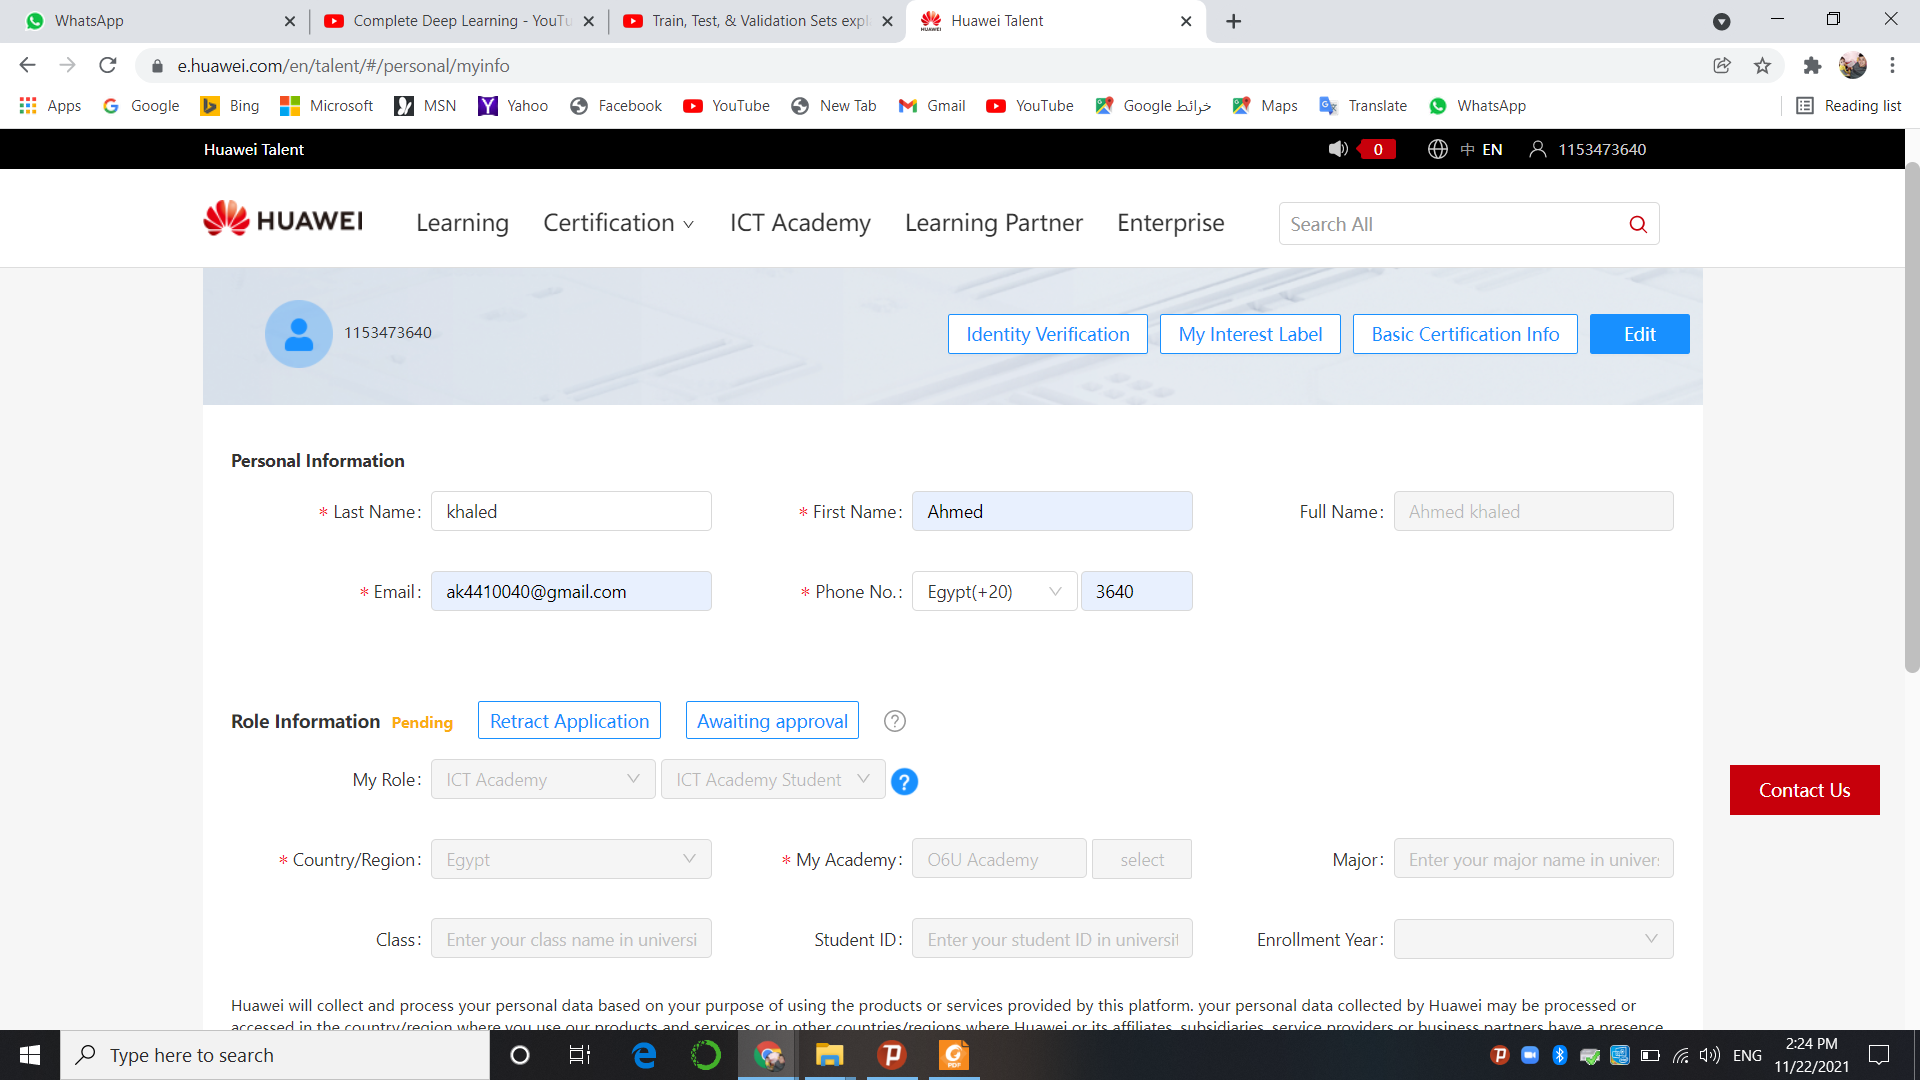 WhatsApp
Complete Deep Learning - YouTu
Train, Test, & Validation Sets expl
Huawei Talent
e.huawei.com/en/talent/#/personal/myinfo
Apps Google Bing Microsoft MSN Yahoo Facebook YouTube New Tab Gmail YouTube خرائط Google Maps Translate WhatsApp Reading list
Huawei Talent 0 中 EN 1153473640
HUAWEI Learning Certification ICT Academy Learning Partner Enterprise Search All
1153473640 Identity Verification My Interest Label Basic Certification Info Edit
Personal Information
* Last Name: khaled * First Name: Ahmed Full Name: Ahmed khaled
* Email: ak4410040@gmail.com * Phone No.: Egypt(+20) 3640
Role Information Pending Retract Application Awaiting approval ?
My Role: ICT Academy ICT Academy Student ?
Contact Us
* Country/Region: Egypt * My Academy: O6U Academy select Major: Enter your major name in univer
Class: Enter your class name in universi Student ID: Enter your student ID in universit Enrollment Year:
Huawei will collect and process your personal data based on your purpose of using the products or services provided by this platform. your personal data collected by Huawei may be processed or
accessed in the country/region where you use our products and services or in other countries/regions where Huawei or its affiliates, subsidiaries, service providers or business partners have a presence.
Type here to search
ENG
2:24 PM
11/22/2021